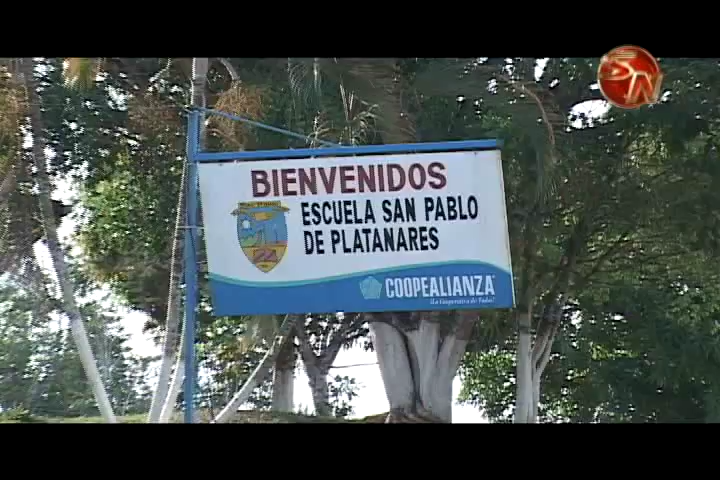 BIENVENIDOS
ESCUELA SAN PABLO
DE PLATANARES
COOPEALIANZA
¡La Cooperativa de Todos!